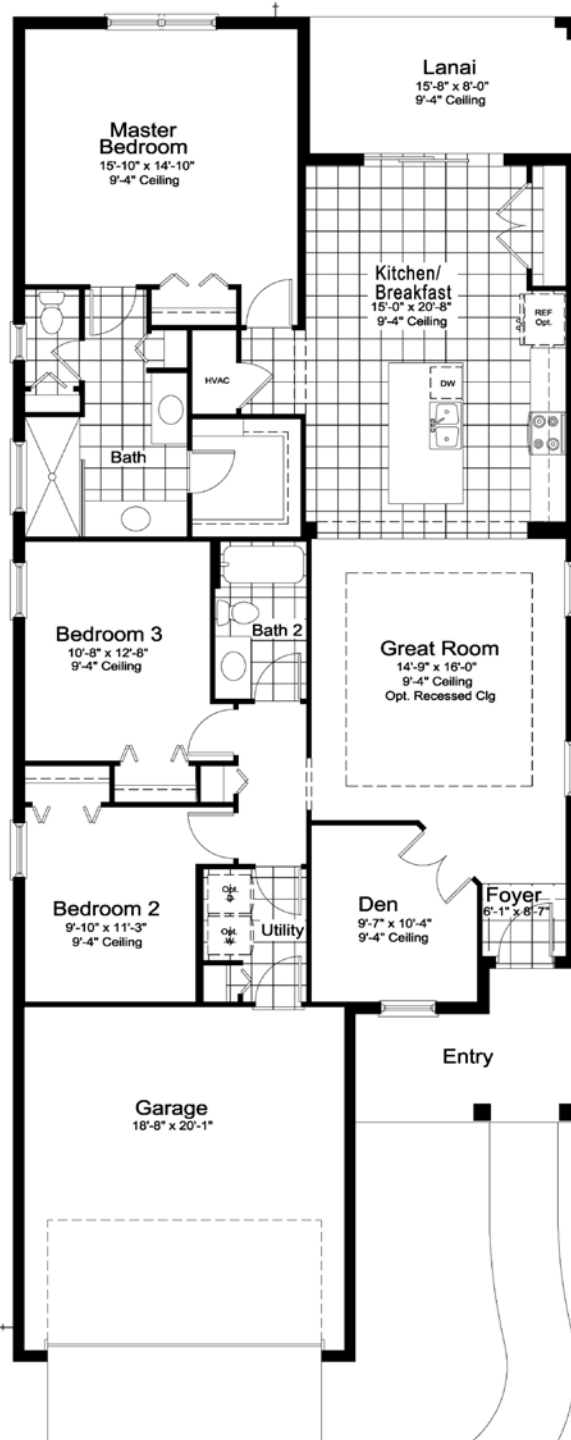 Lanai
15'-8" x 8'-0"
9'-4" Ceiling
Master
Bedroom
15'-10" x 14'-10"
9'-4" Ceiling
Kitchen/
Breakfast
15'-0" x 20'-8"
9'-4" Ceiling
REF
Opt.
HVAC
DW
Bath
Bedroom 3
10'-8" x 12'-8"
9'-4" Ceiling
Bath 2
Great Room
14'-9" x 16'-0"
9'-4" Ceiling
Opt. Recessed Clg
Opt.
D
Opt.
W
Utility
Bedroom 2
9'-10" x 11'-3"
9'-4" Ceiling
Den
9'-7" x 10'-4"
9'-4" Ceiling
Foyer
6'-1" x 8'-7"
Entry
Garage
18'-8" x 20'-1"